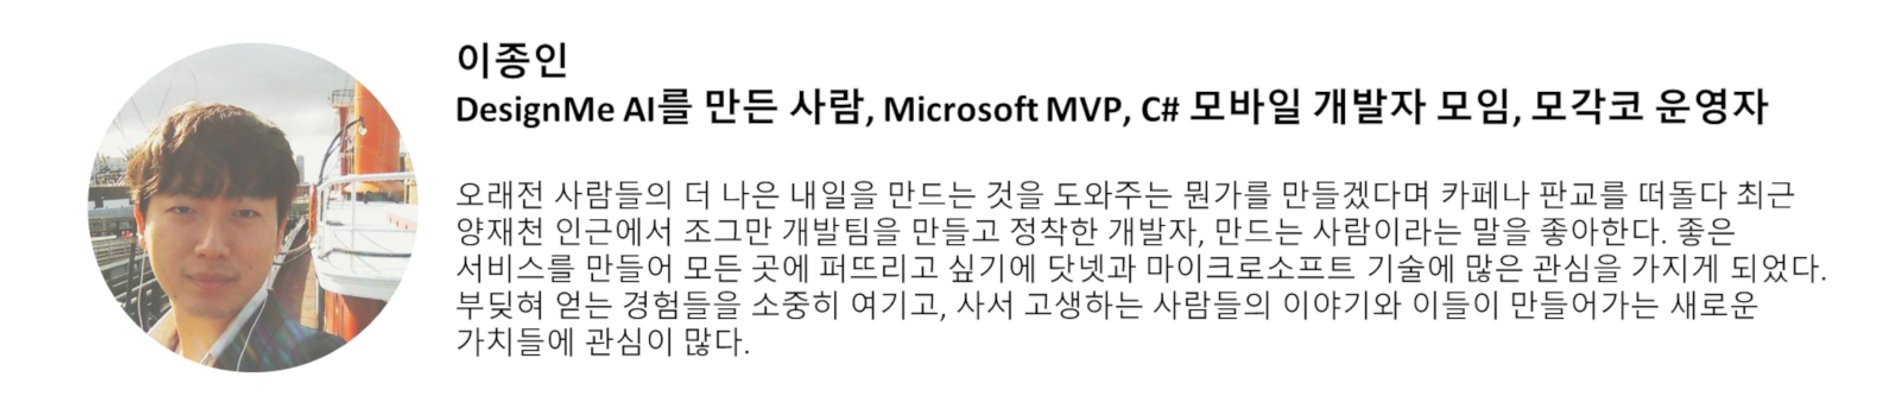 이종인
DesignMe AI를 만든 사람, Microsoft MVP, C# 모바일 개발자 모임, 모각코 운영자
오래전 사람들의 더 나은 내일을 만드는 것을 도와주는 뭔가를 만들겠다며 카페나 판교를 떠돌다 최근
양재천 인근에서 조그만 개발팀을 만들고 정착한 개발자, 만드는 사람이라는 말을 좋아한다. 좋은
서비스를 만들어 모든 곳에 퍼뜨리고 싶기에 닷넷과 마이크로소프트 기술에 많은 관심을 가지게 되었다.
부딪혀 얻는 경험들을 소중히 여기고, 사서 고생하는 사람들의 이야기와 이들이 만들어가는 새로운
가치들에 관심이 많다.